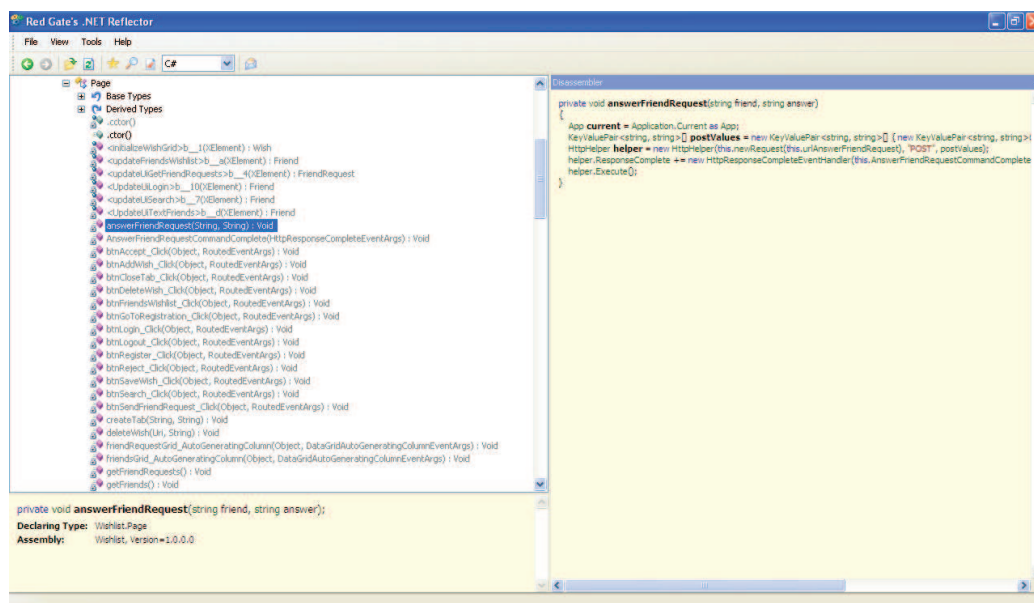 Red Gate's .NET Reflector
File View Tools Help
C#
Page
Base Types
Derived Types
.cctor()
.ctor()
<initializeWishGrid>b__1(XElement) : Wish
<updateFriendsWishlist>b__a(XElement) : Friend
<updateUiGetFriendRequests>b__4(XElement) : FriendRequest
<UpdateUiLogin>b__10(XElement) : Friend
<updateUiSearch>b__7(XElement) : Friend
<UpdateUiTextFriends>b__d(XElement) : Friend
answerFriendRequest(String, String) : Void
AnswerFriendRequestCommandComplete(HttpResponseCompleteEventArgs) : Void
btnAccept_Click(Object, RoutedEventArgs) : Void
btnAddWish_Click(Object, RoutedEventArgs) : Void
btnCloseTab_Click(Object, RoutedEventArgs) : Void
btnDeleteWish_Click(Object, RoutedEventArgs) : Void
btnFriendsWishlist_Click(Object, RoutedEventArgs) : Void
btnGoToRegistration_Click(Object, RoutedEventArgs) : Void
btnLogin_Click(Object, RoutedEventArgs) : Void
btnLogout_Click(Object, RoutedEventArgs) : Void
btnRegister_Click(Object, RoutedEventArgs) : Void
btnReject_Click(Object, RoutedEventArgs) : Void
btnSaveWish_Click(Object, RoutedEventArgs) : Void
btnSearch_Click(Object, RoutedEventArgs) : Void
btnSendFriendRequest_Click(Object, RoutedEventArgs) : Void
createTab(String, String) : Void
deleteWish(Uri, String) : Void
friendRequestGrid_AutoGeneratingColumn(Object, DataGridAutoGeneratingColumnEventArgs) : Void
friendsGrid_AutoGeneratingColumn(Object, DataGridAutoGeneratingColumnEventArgs) : Void
getFriendRequests() : Void
getFriends() : Void
private void answerFriendRequest(string friend, string answer);
Declaring Type: Wishlist.Page
Assembly: Wishlist, Version=1.0.0.0
Disassembler
private void answerFriendRequest(string friend, string answer)
{
App current = Application.Current as App;
KeyValuePair<string, string>[] postValues = new KeyValuePair<string, string>[] { new KeyValuePair<string, string>(
HttpHelper helper = new HttpHelper(this.newRequest(this.urlAnswerFriendRequest), "POST", postValues);
helper.ResponseComplete += new HttpResponseCompleteEventHandler(this.AnswerFriendRequestCommandComplete
helper.Execute();
}